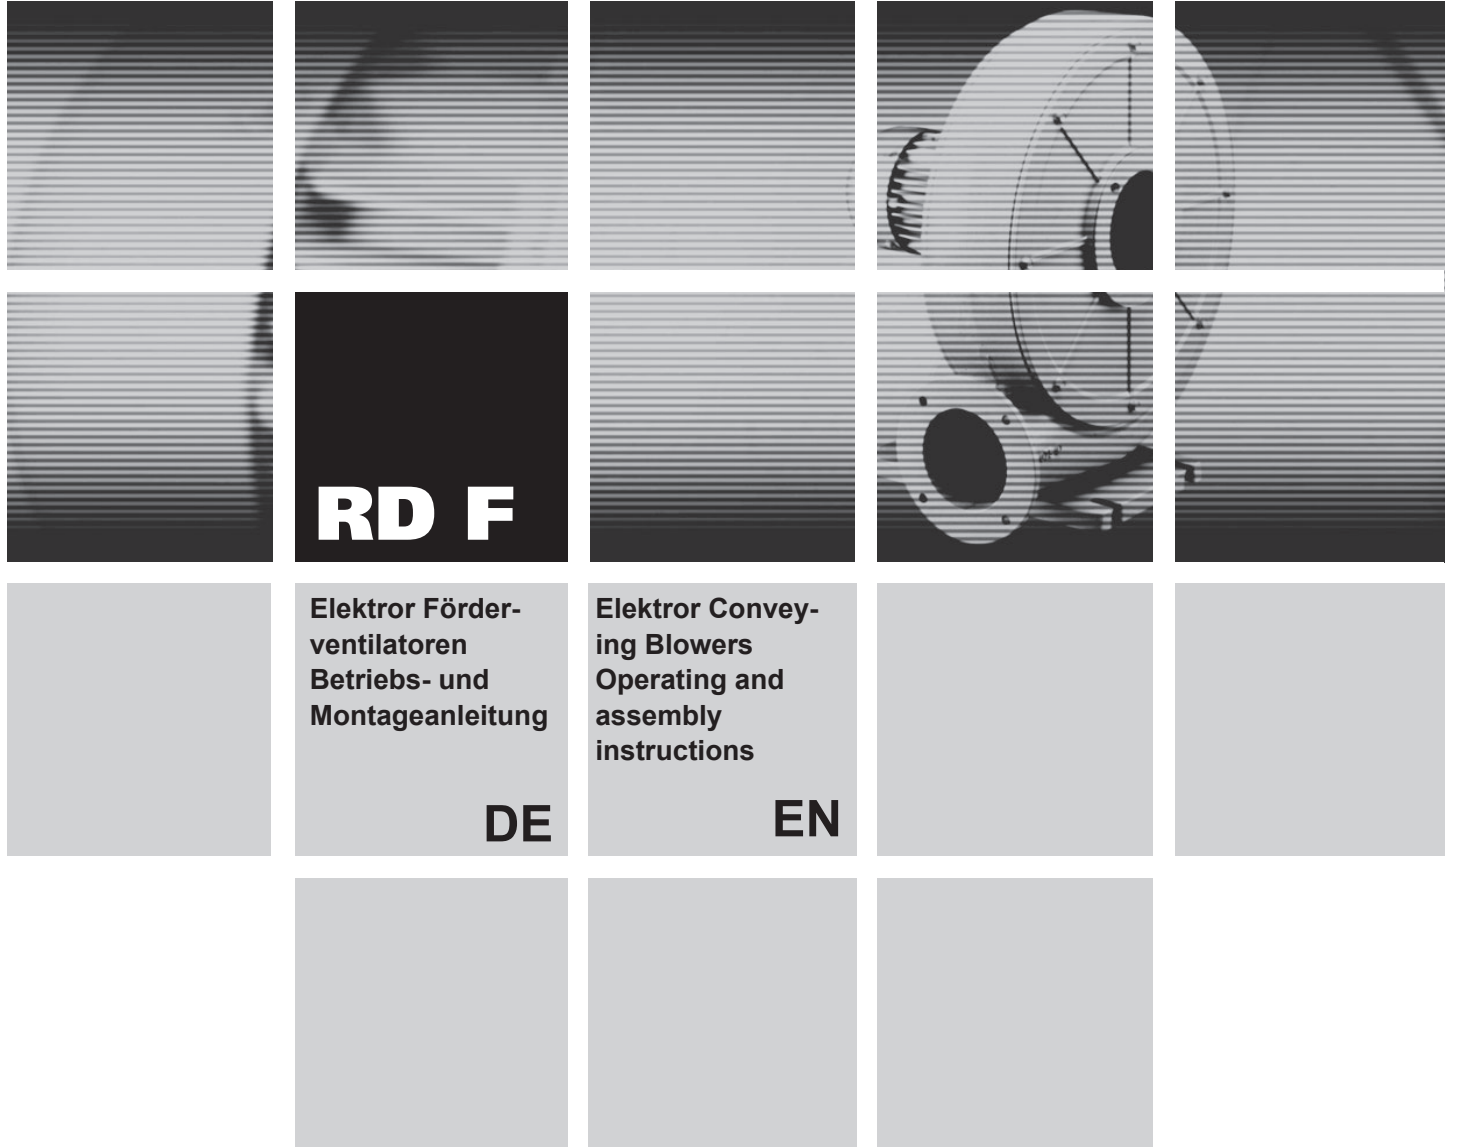 RD F
Elektror Förder-
ventilatoren
Betriebs- und
Montageanleitung
DE
Elektror Convey-
ing Blowers
Operating and
assembly
instructions
EN